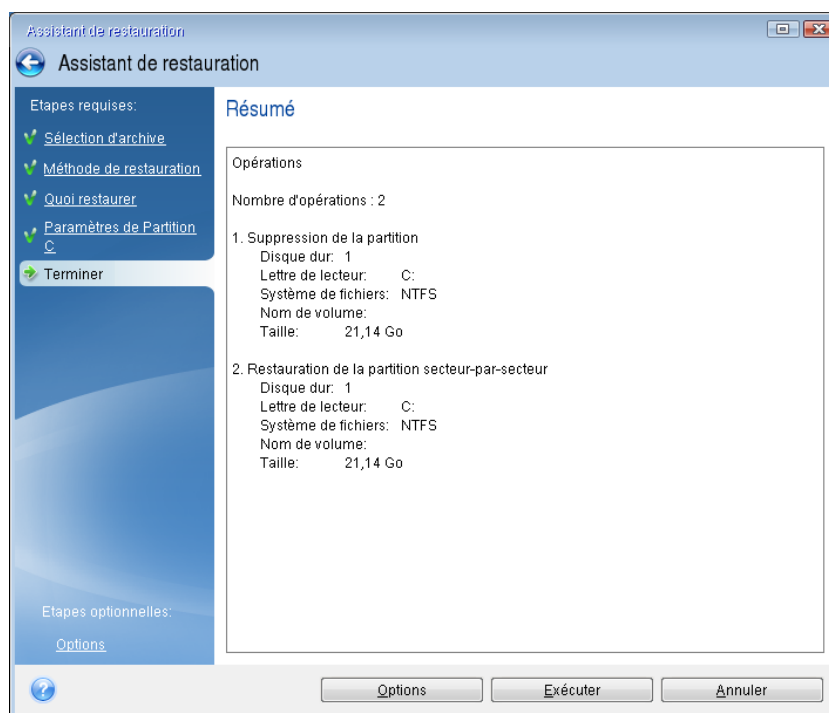 Assistant de restauration
Assistant de restauration
Etapes requises:
Sélection d'archive
Méthode de restauration
Quoi restaurer
Paramètres de Partition
C
Terminer
Etapes optionnelles:
Options
Résumé
Opérations
Nombre d'opérations : 2
1. Suppression de la partition
Disque dur: 1
Lettre de lecteur: C:
Système de fichiers: NTFS
Nom de volume:
Taille: 21,14 Go
2. Restauration de la partition secteur-par-secteur
Disque dur: 1
Lettre de lecteur: C:
Système de fichiers: NTFS
Nom de volume:
Taille: 21,14 Go
?
Options
Exécuter
Annuler